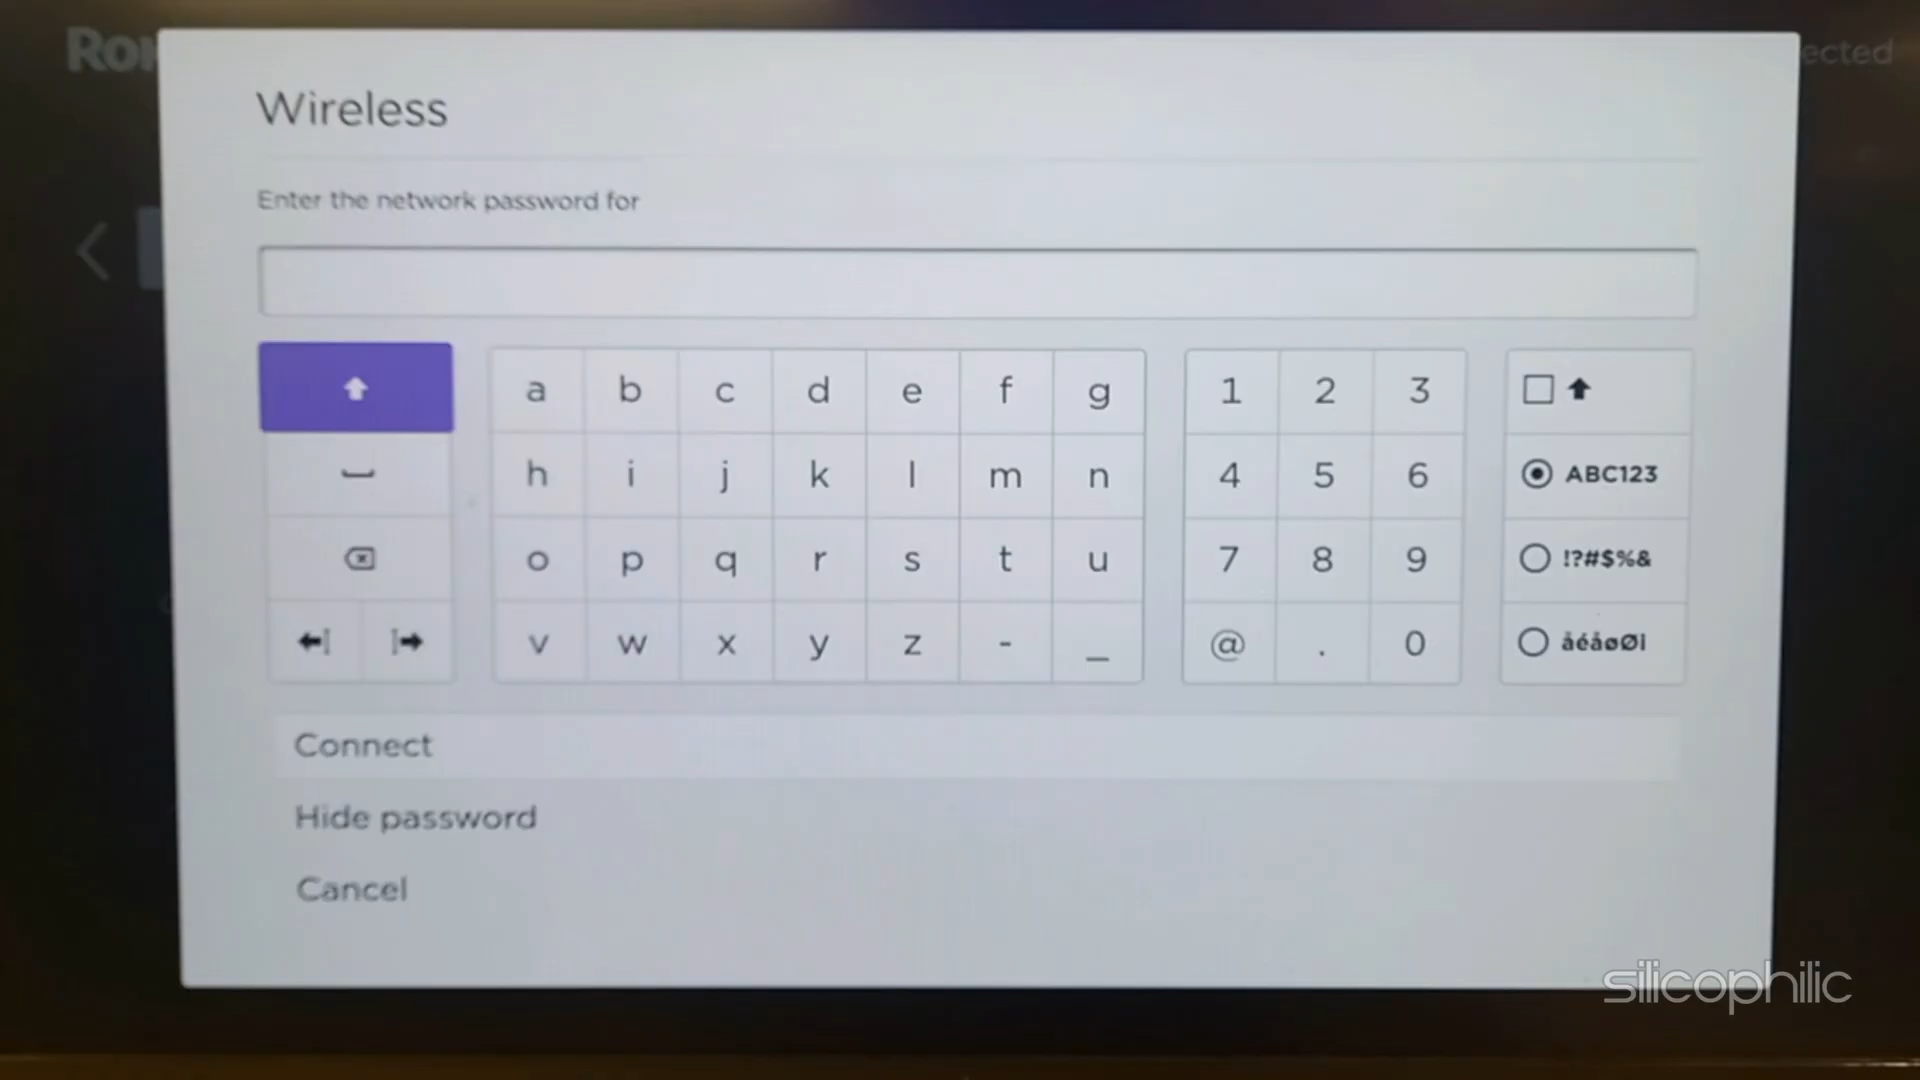 Wireless
ected
Enter the network password for
a b c d e f g 1 2 3
h i j k l m n 4 5 6 ABC123
o p q r s t u 7 8 9 !?#$%&
v w x y z - _ @ . 0
Connect
Hide password
Cancel
silicophilic